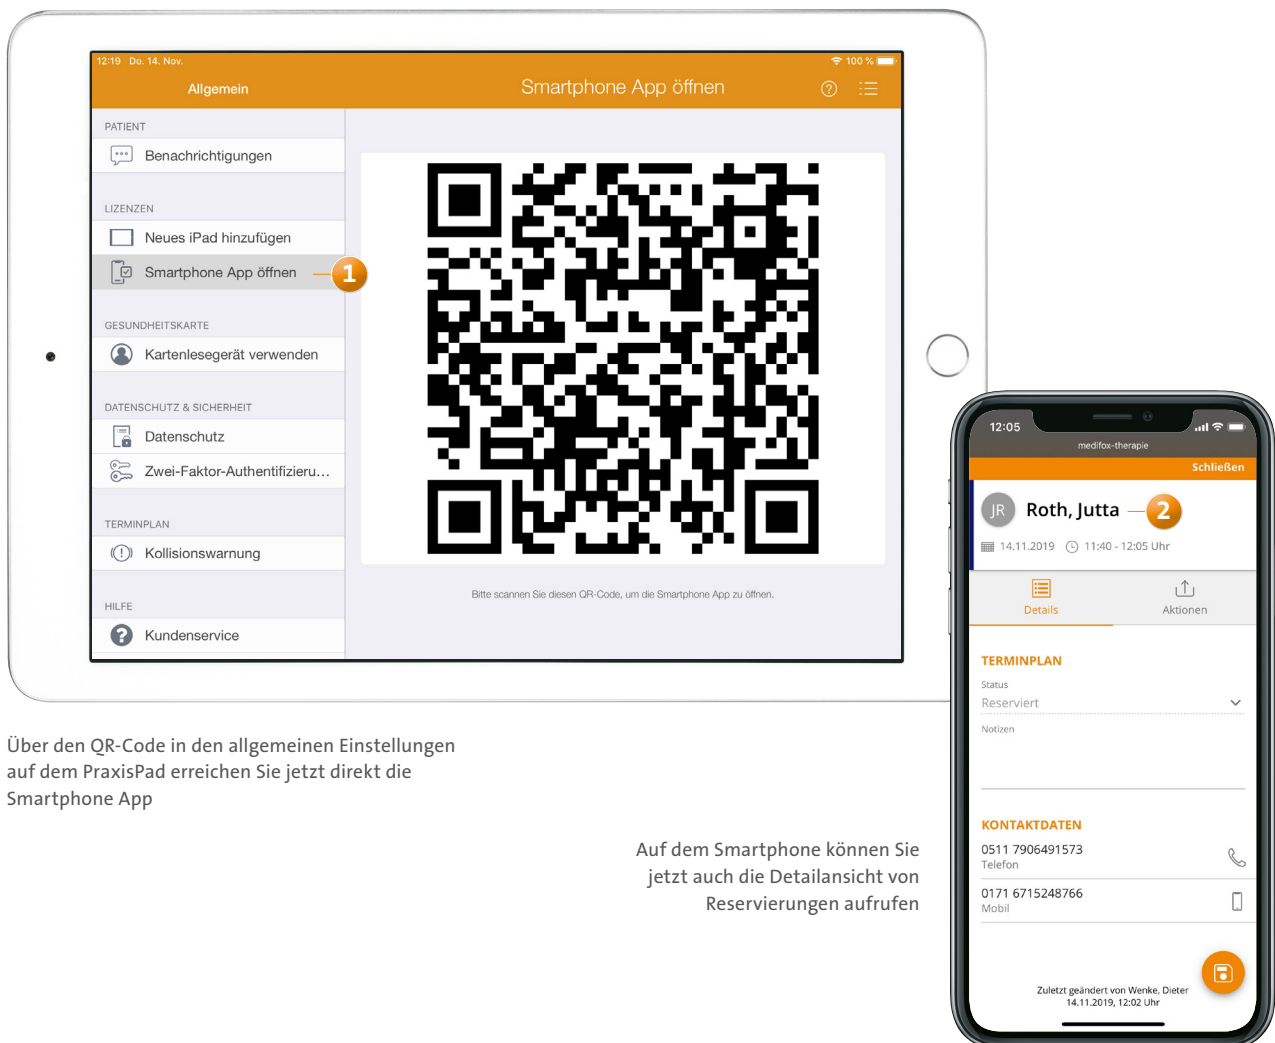 12:19 Do. 14. Nov.
100 %
Allgemein
Smartphone App öffnen
?
PATIENT
Benachrichtigungen
LIZENZEN
Neues iPad hinzufügen
Smartphone App öffnen
1
GESUNDHEITSKARTE
Kartenlesegerät verwenden
DATENSCHUTZ & SICHERHEIT
Datenschutz
Zwei-Faktor-Authentifizieru...
TERMINPLAN
Kollisionswarnung
HILFE
Kundenservice
Bitte scannen Sie diesen QR-Code, um die Smartphone App zu öffnen.
Über den QR-Code in den allgemeinen Einstellungen
auf dem PraxisPad erreichen Sie jetzt direkt die
Smartphone App
Auf dem Smartphone können Sie
jetzt auch die Detailansicht von
Reservierungen aufrufen
12:05
medifox-therapie
Schließen
JR
Roth, Jutta
2
14.11.2019 11:40 - 12:05 Uhr
Details
Aktionen
TERMINPLAN
Status
Reserviert
Notizen
KONTAKTDATEN
0511 7906491573
Telefon
0171 6715248766
Mobil
Zuletzt geändert von Wenke, Dieter
14.11.2019, 12:02 Uhr